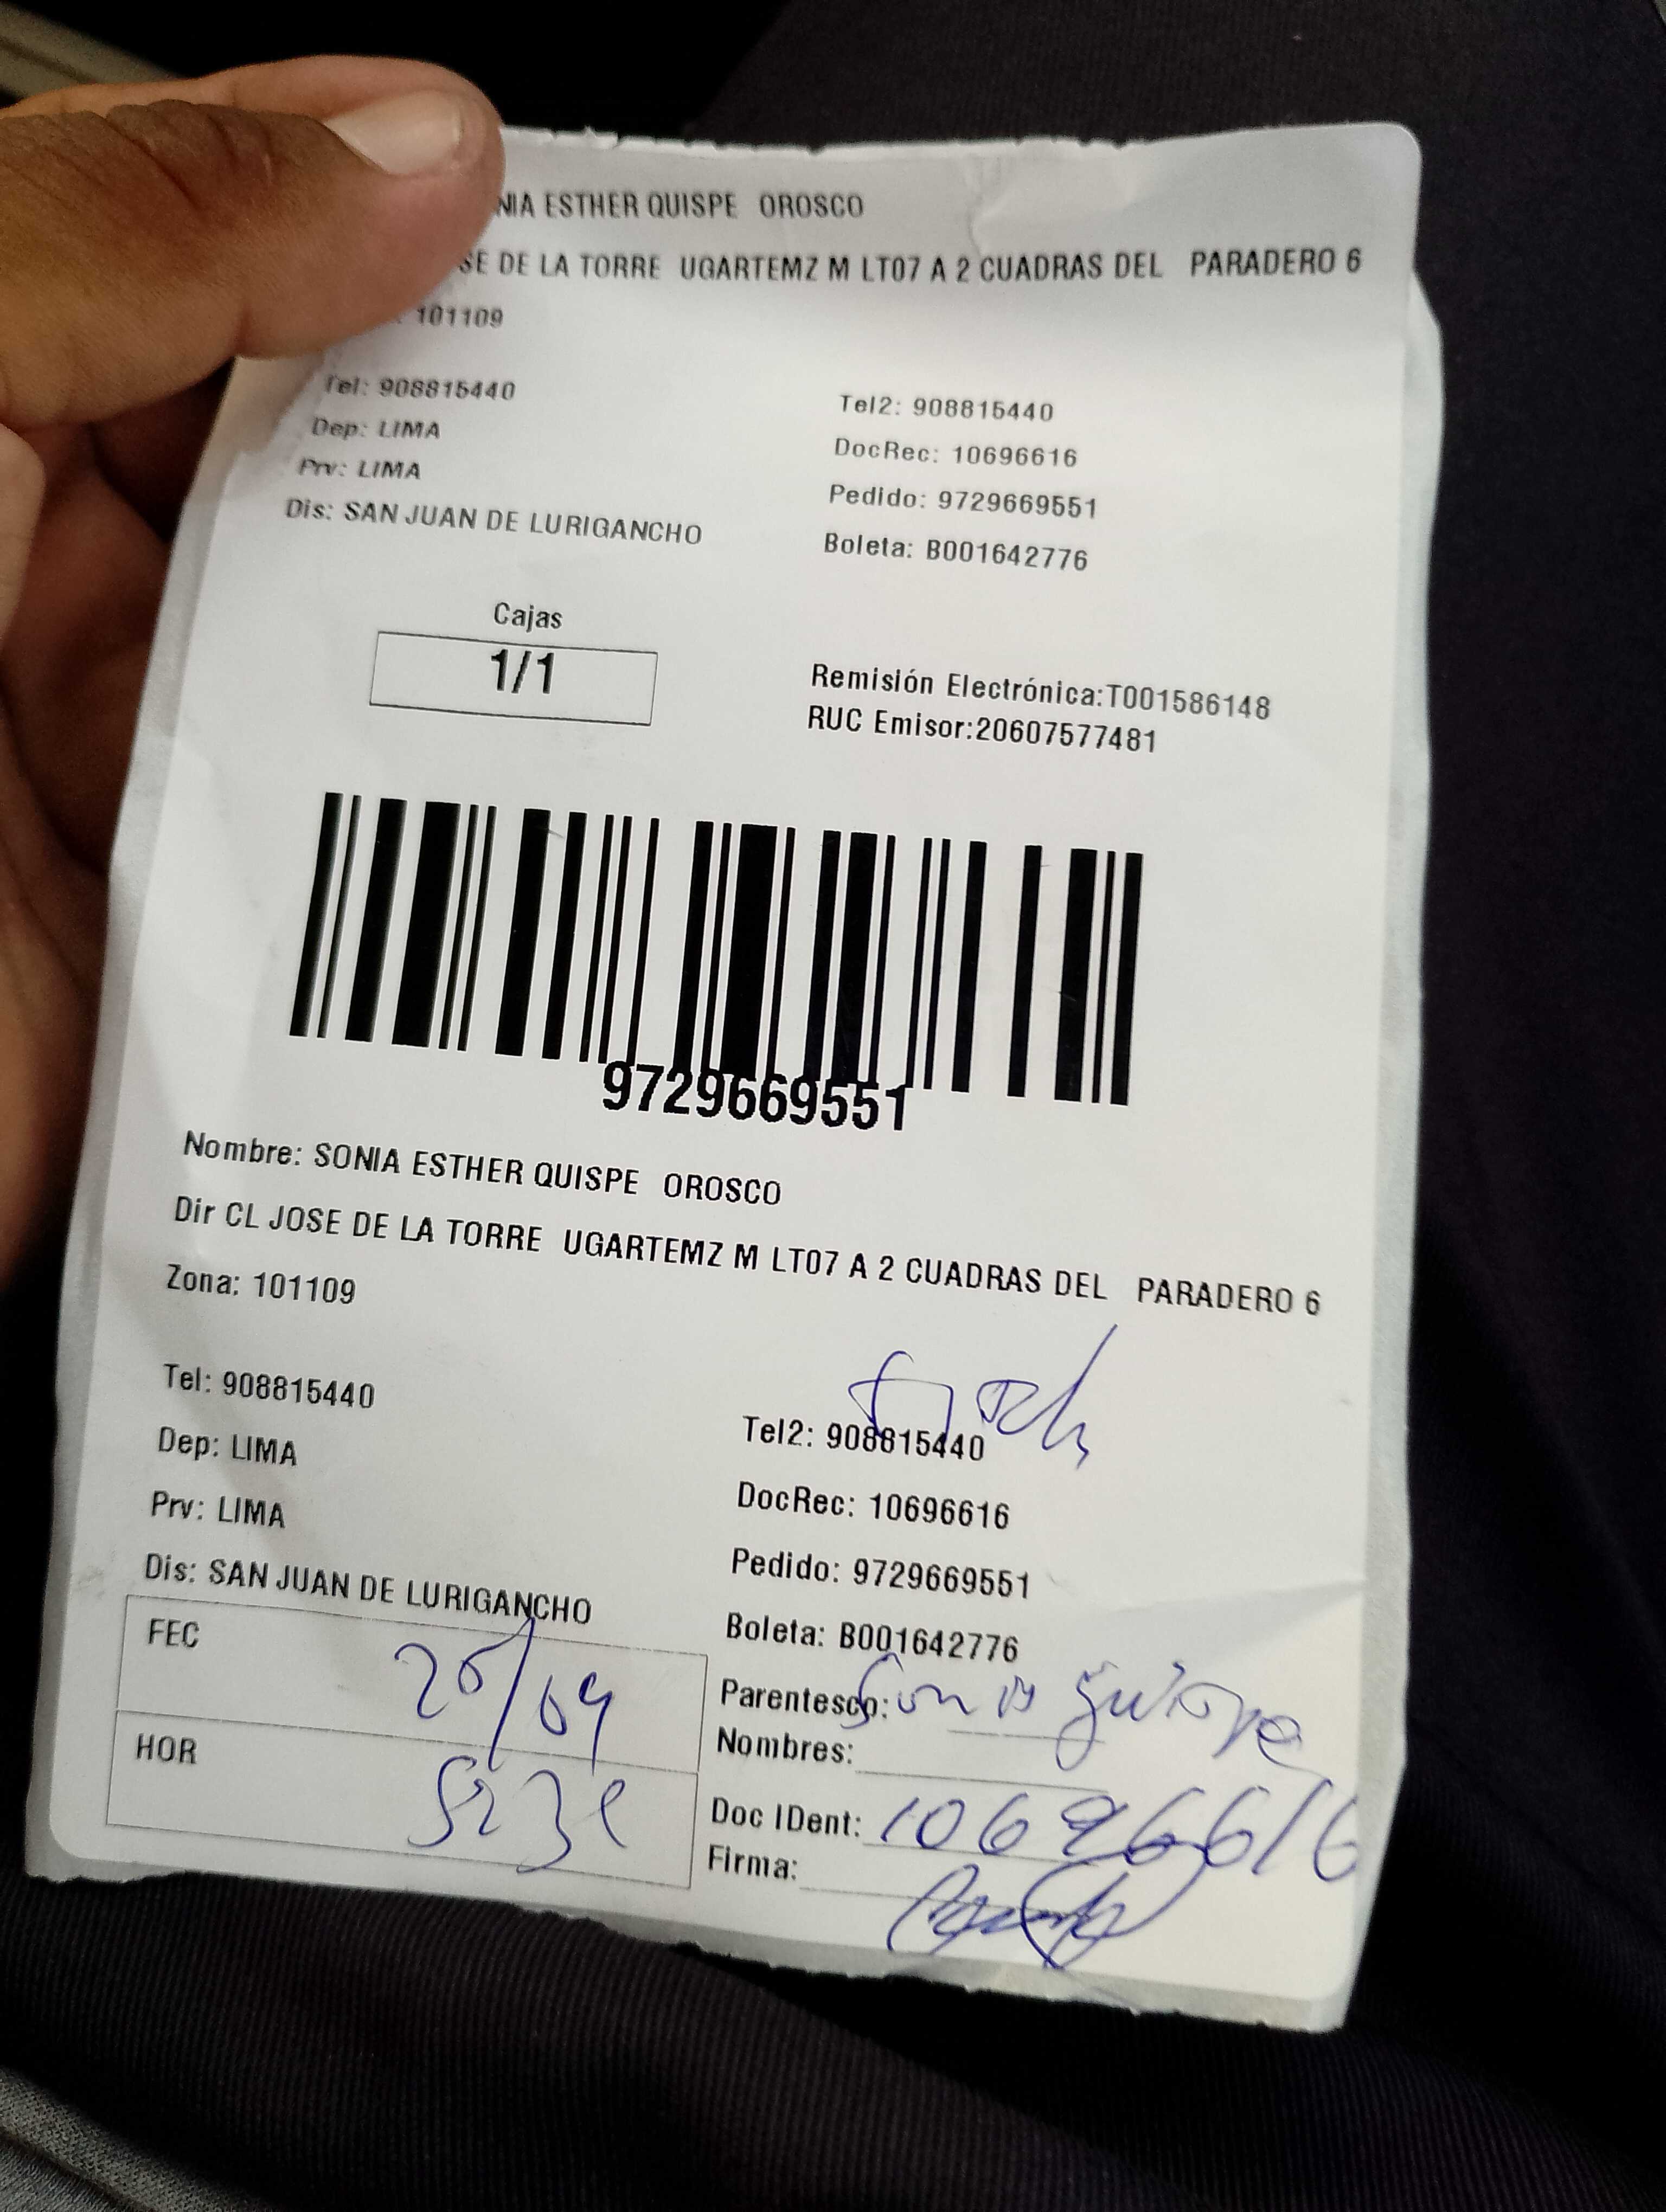 NIA ESTHER QUISPE OROSCO
SE DE LA TORRE UGARTEMZ M LT07 A 2 CUADRAS DEL PARADERO 6
: 101109
Tel: 908815440
Tel2: 908815440
Dep: LIMA
DocRec: 10696616
Prv: LIMA
Pedido: 9729669551
Dis: SAN JUAN DE LURIGANCHO
Boleta: B001642776
Cajas
1/1
Remisión Electrónica:T001586148
RUC Emisor:20607577481
9729669551
Nombre: SONIA ESTHER QUISPE OROSCO
Dir CL JOSE DE LA TORRE UGARTEMZ M LT07 A 2 CUADRAS DEL PARADERO 6
Zona: 101109
Tel: 908815440
Tel2: 908815440
Dep: LIMA
DocRec: 10696616
Prv: LIMA
Pedido: 9729669551
Dis: SAN JUAN DE LURIGANCHO
Boleta: B001642776
FEC
Parentesco: Sonia
Nombres:
HOR
Doc IDent: 10696616
Firma: